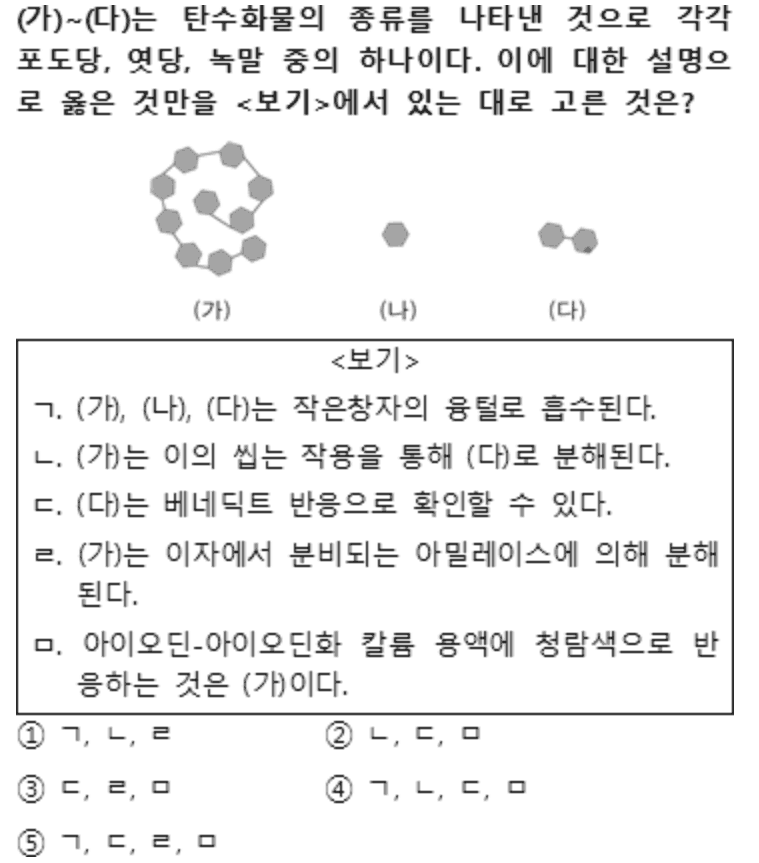 (가)~(다)는 탄수화물의 종류를 나타낸 것으로 각각
포도당, 엿당, 녹말 중의 하나이다. 이에 대한 설명으
로 옳은 것만을 <보기>에서 있는 대로 고른 것은?
(가) (나) (다)
<보기>
ㄱ. (가), (나), (다)는 작은창자의 융털로 흡수된다.
ㄴ. (가)는 이의 씹는 작용을 통해 (다)로 분해된다.
ㄷ. (다)는 베네딕트 반응으로 확인할 수 있다.
ㄹ. (가)는 이자에서 분비되는 아밀레이스에 의해 분해
된다.
ㅁ. 아이오딘-아이오딘화 칼륨 용액에 청람색으로 반
응하는 것은 (가)이다.
① ㄱ, ㄴ, ㄹ ② ㄴ, ㄷ, ㅁ
③ ㄷ, ㄹ, ㅁ ④ ㄱ, ㄴ, ㄷ, ㅁ
⑤ ㄱ, ㄷ, ㄹ, ㅁ